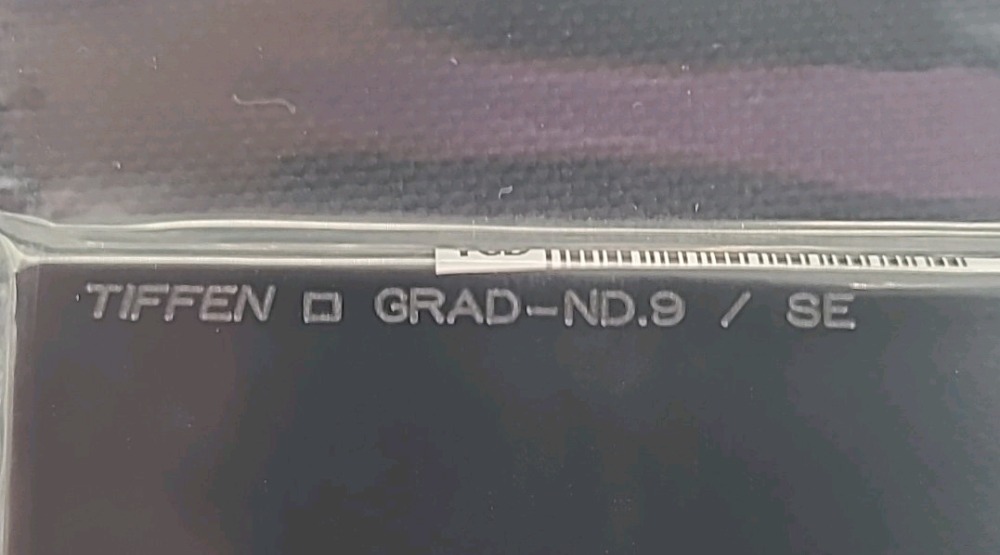 TIFFEN □ GRAD-ND.9 / SE